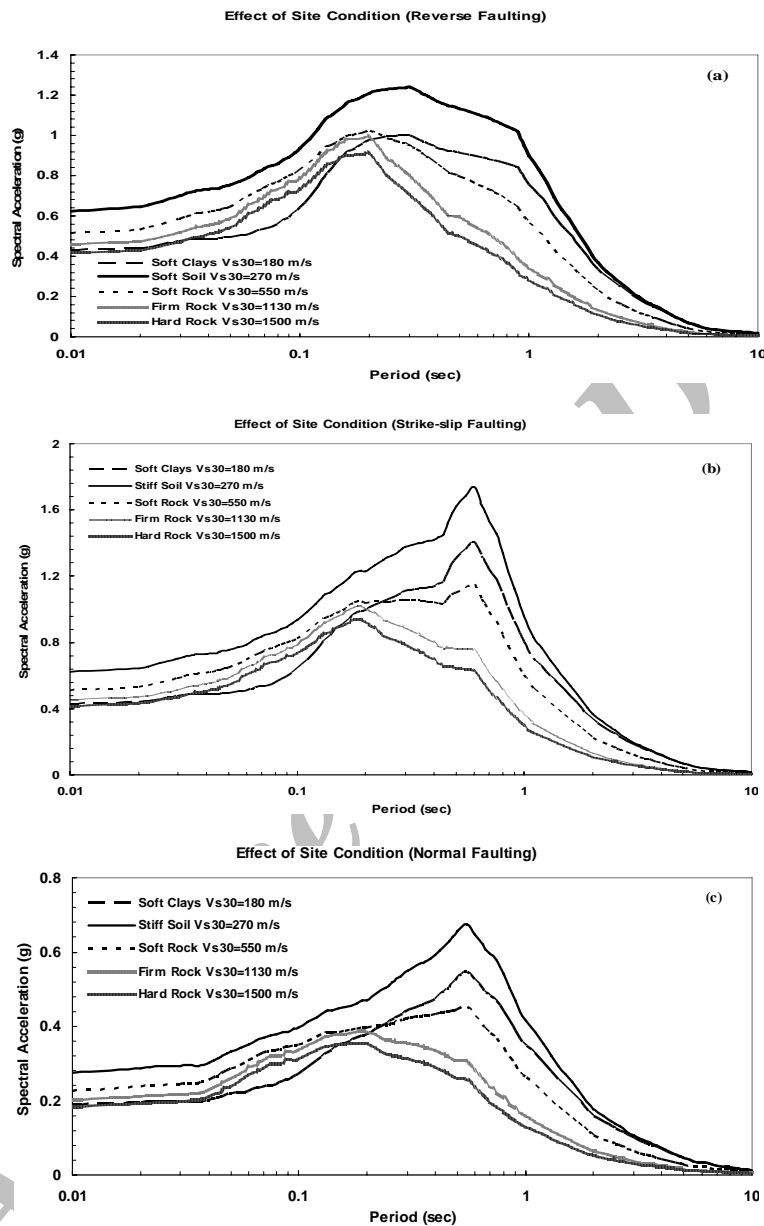 Effect of Site Condition (Reverse Faulting)
1.4
(a)
1.2
1
0.8
0.6
0.4
0.2
0
Spectral Acceleration (g)
Soft Clays Vs30=180 m/s
Soft Soil Vs30=270 m/s
Soft Rock Vs30=550 m/s
Firm Rock Vs30=1130 m/s
Hard Rock Vs30=1500 m/s
0.01 0.1 1 10
Period (sec)
Effect of Site Condition (Strike-slip Faulting)
2
(b)
1.6
1.2
0.8
0.4
0
Spectral Acceleration (g)
Soft Clays Vs30=180 m/s
Stiff Soil Vs30=270 m/s
Soft Rock Vs30=550 m/s
Firm Rock Vs30=1130 m/s
Hard Rock Vs30=1500 m/s
0.01 0.1 1 10
Period (sec)
Effect of Site Condition (Normal Faulting)
0.8
(c)
0.6
0.4
0.2
0
Spectral Acceleration (g)
Soft Clays Vs30=180 m/s
Stiff Soil Vs30=270 m/s
Soft Rock Vs30=550 m/s
Firm Rock Vs30=1130 m/s
Hard Rock Vs30=1500 m/s
0.01 0.1 1 10
Period (sec)